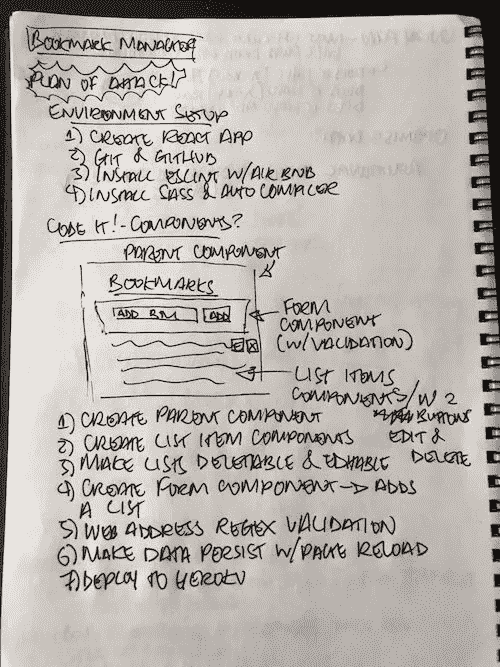 BOOKMARK MANAGER
PLAN OF ATTACK!
ENVIRONMENT SETUP
1) CREATE REACT APP
2) GIT & GITHUB
3) INSTALL ESLINT W/AIR BNB
4) INSTALL SASS & AUTO COMPILER
CODE IT! - COMPONENTS?
PARENT COMPONENT
BOOKMARKS
ADD BM ADD
FORM
COMPONENT
(W/VALIDATION)
E X
LIST ITEMS
COMPONENTS/W 2
BUTTONS
EDIT &
DELETE
1) CREATE PARENT COMPONENT
2) CREATE LIST ITEM COMPONENTS
3) MAKE LISTS DELETABLE & EDITABLE
4) CREATE FORM COMPONENT → ADDS
A LIST
5) WEB ADDRESS REGEX VALIDATION
6) MAKE DATA PERSIST W/PAGE RELOAD
7) DEPLOY TO HEROKU